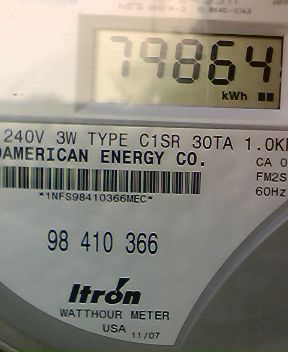 79864
kWh
240V 3W TYPE C1SR 30TA 1.0K
AMERICAN ENERGY CO.
CA 0
FM2S
60Hz
*1NFS98410366MEC*
98 410 366
Itron
WATTHOUR METER
USA 11/07